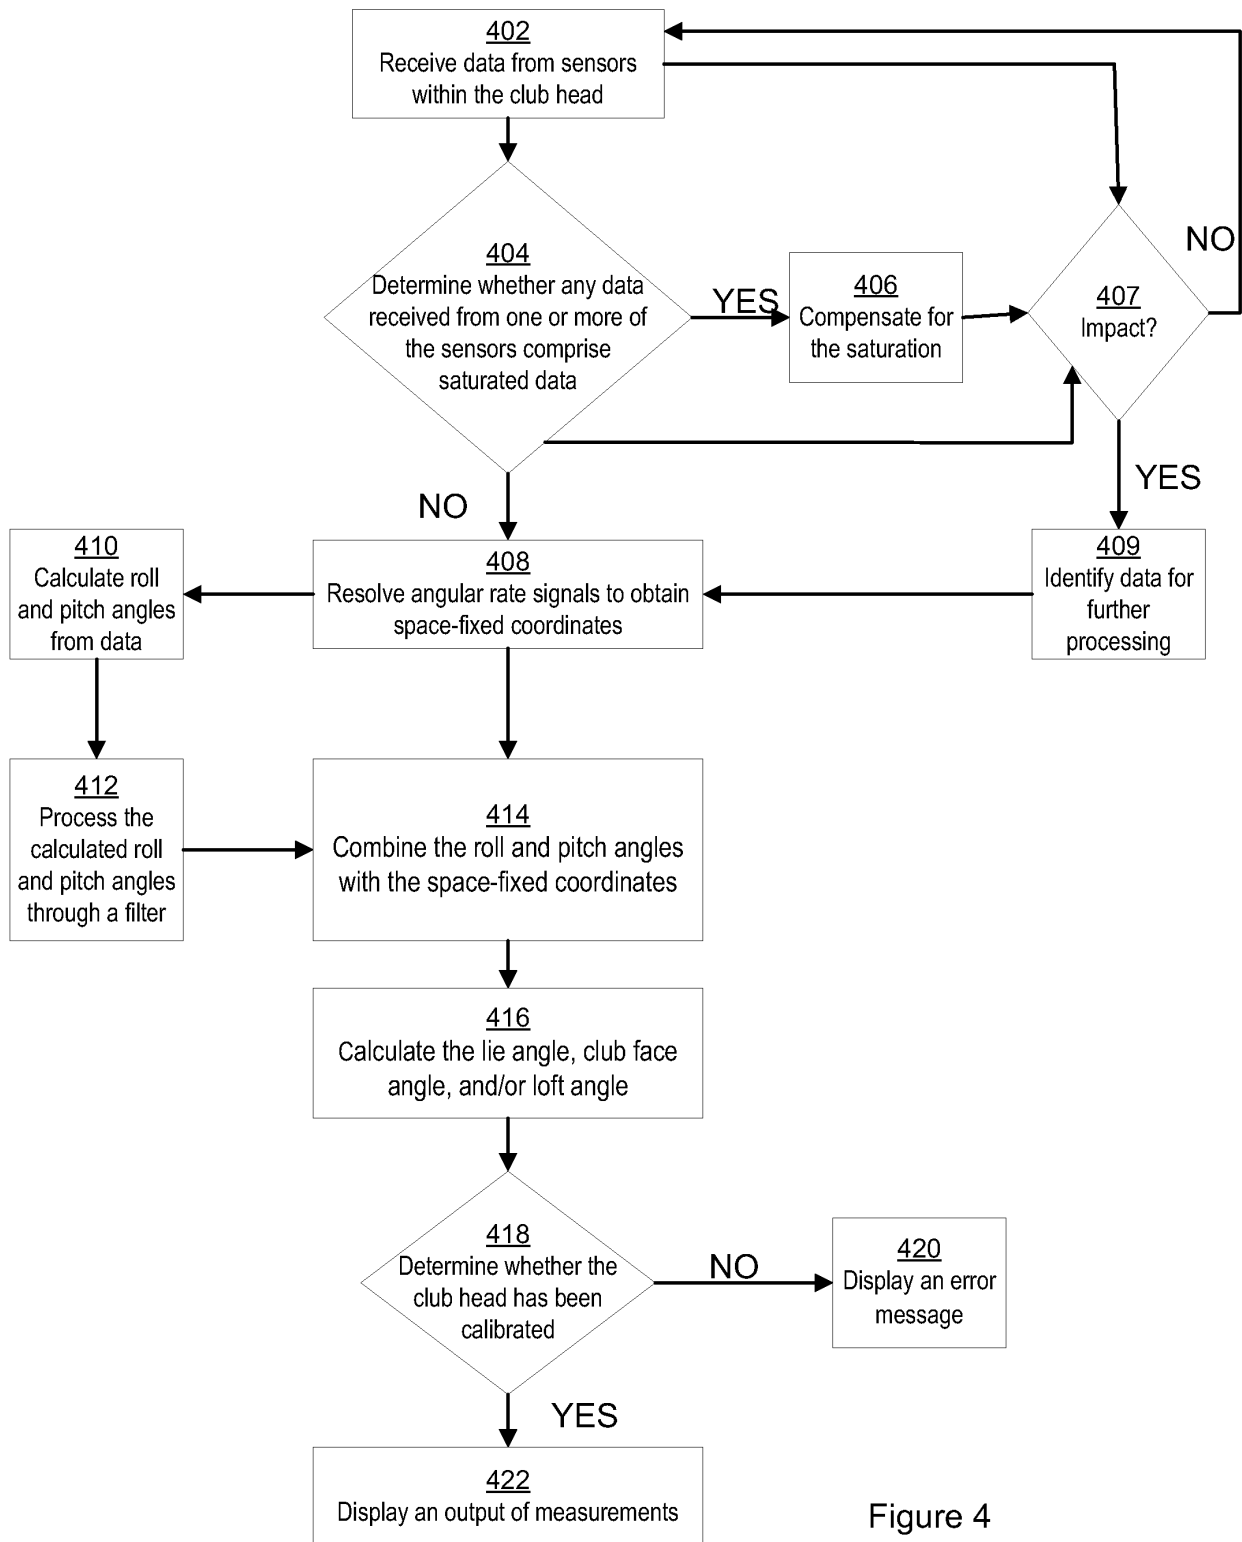 402
Receive data from sensors
within the club head
404
Determine whether any data
received from one or more of
the sensors comprise
saturated data
YES
406
Compensate for
the saturation
407
Impact?
NO
YES
NO
408
Resolve angular rate signals to obtain
space-fixed coordinates
409
Identify data for
further
processing
410
Calculate roll
and pitch angles
from data
412
Process the
calculated roll
and pitch angles
through a filter
414
Combine the roll and pitch angles
with the space-fixed coordinates
416
Calculate the lie angle, club face
angle, and/or loft angle
418
Determine whether the
club head has been
calibrated
NO
420
Display an error
message
YES
422
Display an output of measurements
Figure 4